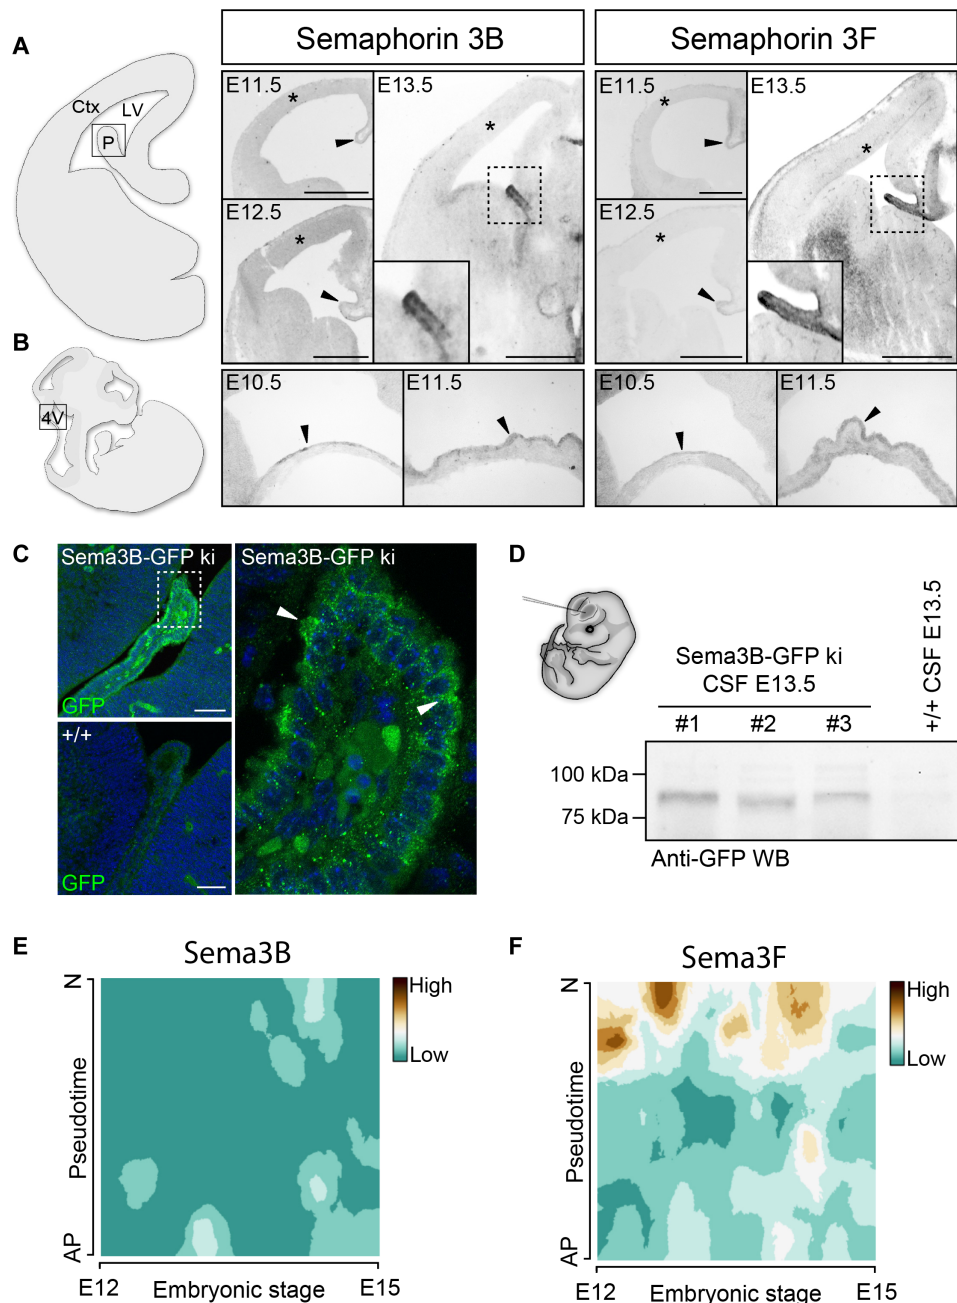 A
Semaphorin 3B
Semaphorin 3F
Ctx
LV
P
E11.5
E13.5
E12.5
E11.5
E13.5
E12.5
*
*
*
*
*
*
B
4V
E10.5
E11.5
E10.5
E11.5
C
Sema3B-GFP ki
GFP
+/+
GFP
Sema3B-GFP ki
D
Sema3B-GFP ki
CSF E13.5
+/+ CSF E13.5
#1 #2 #3
100 kDa
75 kDa
Anti-GFP WB
E
Sema3B
N
Pseudotime
AP
High
Low
E12 Embryonic stage E15
F
Sema3F
N
Pseudotime
AP
High
Low
E12 Embryonic stage E15